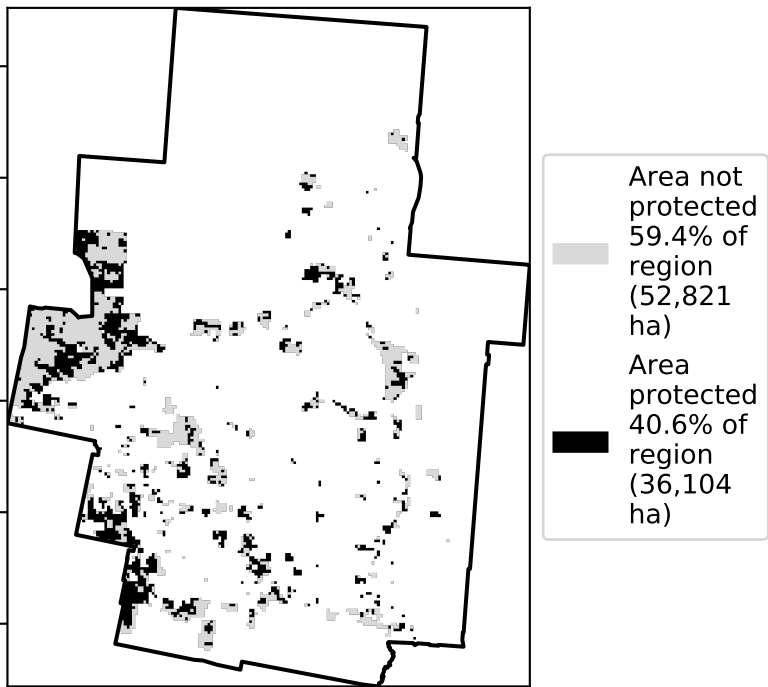 Area not
protected
59.4% of
region
(52,821
ha)
Area
protected
40.6% of
region
(36,104
ha)